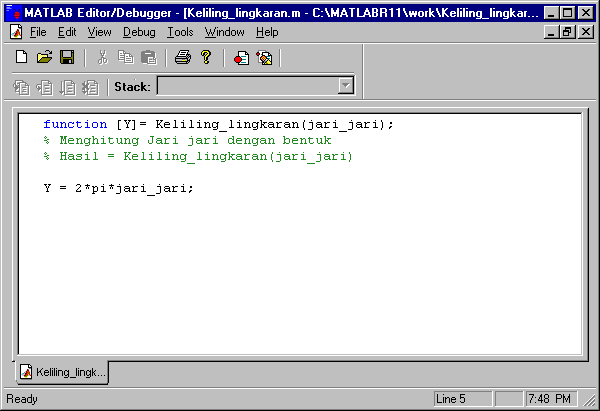 MATLAB Editor/Debugger - [Keliling_lingkaran.m - C:\MATLABR11\work\Keliling_lingkar...
File Edit View Debug Tools Window Help
Stack:
function [Y]= Keliling_lingkaran(jari_jari);
% Menghitung Jari jari dengan bentuk
% Hasil = Keliling_lingkaran(jari_jari)
Y = 2*pi*jari_jari;
Keliling_lingk...
Ready Line 5 7:48 PM